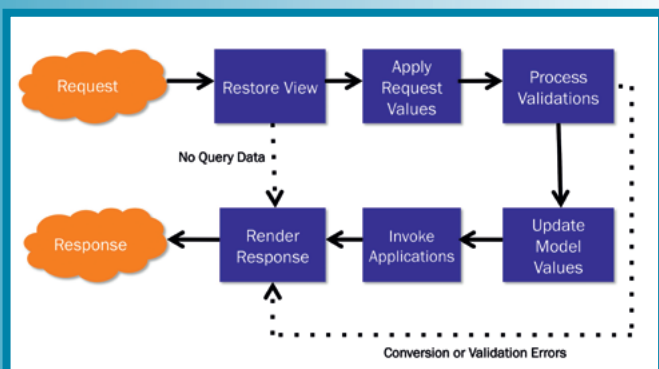 Request
Restore View
Apply
Request
Values
Process
Validations
No Query Data
Response
Render
Response
Invoke
Applications
Update
Model
Values
Conversion or Validation Errors